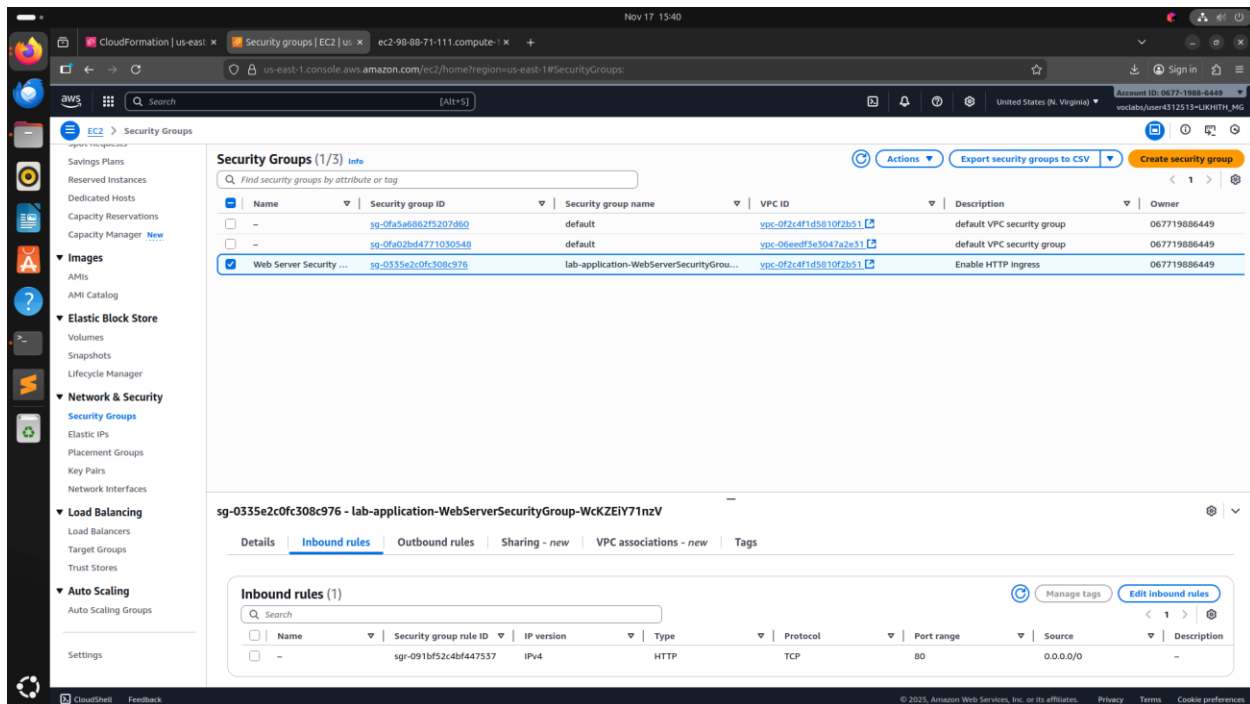 Nov 17 15:40
CloudFormation | us-east × Security groups | EC2 | us × ec2-98-88-71-111.compute-1 × +
us-east-1.console.aws.amazon.com/ec2/home?region=us-east-1#SecurityGroups: Sign in
aws Search [Alt+S] United States (N. Virginia) ▼ Account ID: 0677-1988-6449 ▼
voclabs/user4312513=LIKHITH_MG
EC2 > Security Groups
Spot Requests
Savings Plans
Reserved Instances
Dedicated Hosts
Capacity Reservations
Capacity Manager New
▼ Images
AMIs
AMI Catalog
▼ Elastic Block Store
Volumes
Snapshots
Lifecycle Manager
▼ Network & Security
Security Groups
Elastic IPs
Placement Groups
Key Pairs
Network Interfaces
▼ Load Balancing
Load Balancers
Target Groups
Trust Stores
▼ Auto Scaling
Auto Scaling Groups
Settings
Security Groups (1/3) Info Actions ▼ Export security groups to CSV ▼ Create security group
Find security groups by attribute or tag < 1 >
Name Security group ID Security group name VPC ID Description Owner
– sg-0fa5a6862f5207d60 default vpc-0f2c4f1d5810f2b51 default VPC security group 067719886449
– sg-0fa02bd4771030548 default vpc-06eedf3e3047a2e31 default VPC security group 067719886449
Web Server Security ... sg-0335e2c0fc308c976 lab-application-WebServerSecurityGrou... vpc-0f2c4f1d5810f2b51 Enable HTTP ingress 067719886449
sg-0335e2c0fc308c976 - lab-application-WebServerSecurityGroup-WcKZEiY71nzV
Details Inbound rules Outbound rules Sharing - new VPC associations - new Tags
Inbound rules (1) Manage tags Edit inbound rules
Search < 1 >
Name Security group rule ID IP version Type Protocol Port range Source Description
– sgr-091bf52c4bf447537 IPv4 HTTP TCP 80 0.0.0.0/0 –
CloudShell Feedback © 2025, Amazon Web Services, Inc. or its affiliates. Privacy Terms Cookie preferences